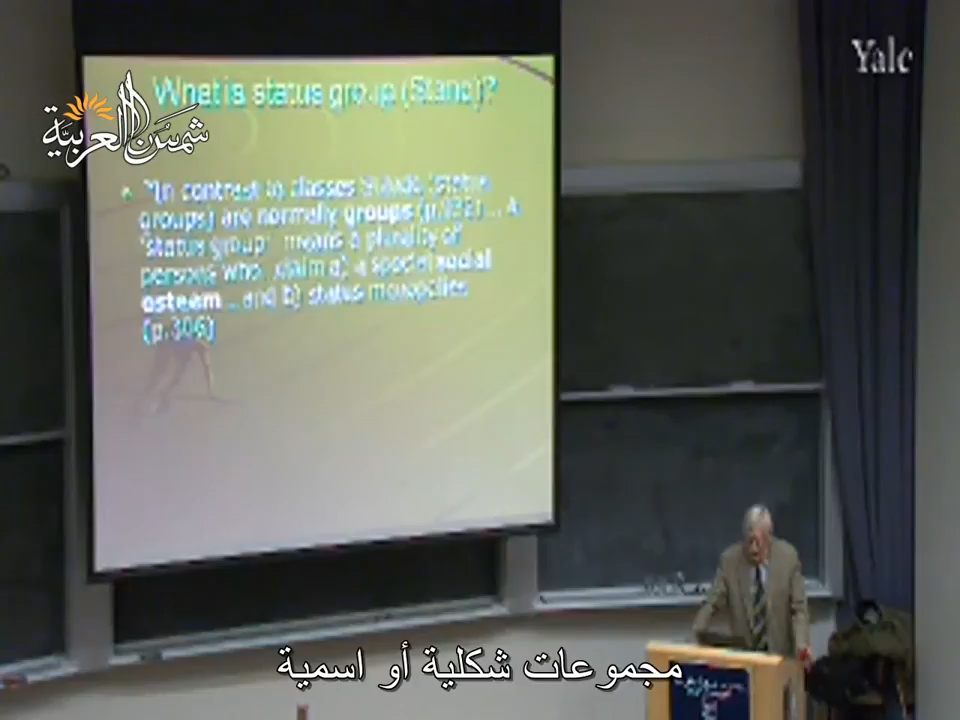 Yale
شمس العربية
What is status group (Stand)?
"In contrast to classes Stände (status
groups) are normally groups (p.932)... A
'status group' means a plurality of
persons who ...claim a) a special social
esteem ... and b) status monopolies
(p.306)
مجموعات شكلية أو اسمية